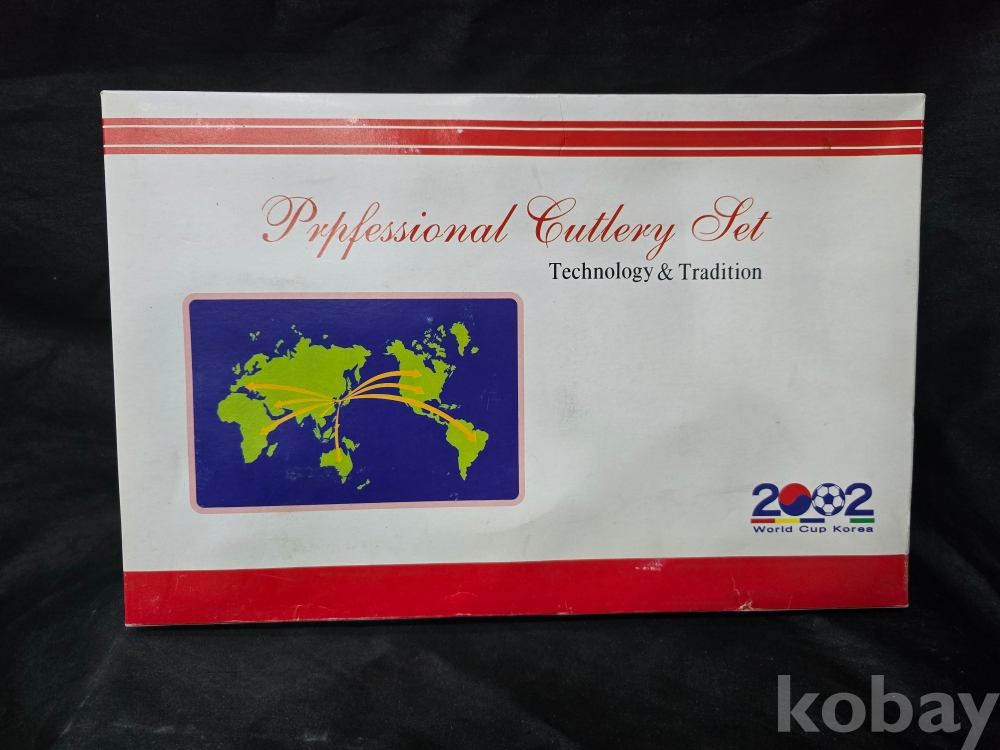 Prpfessional Cutlery Set
Technology & Tradition
2002
World Cup Korea
kobay